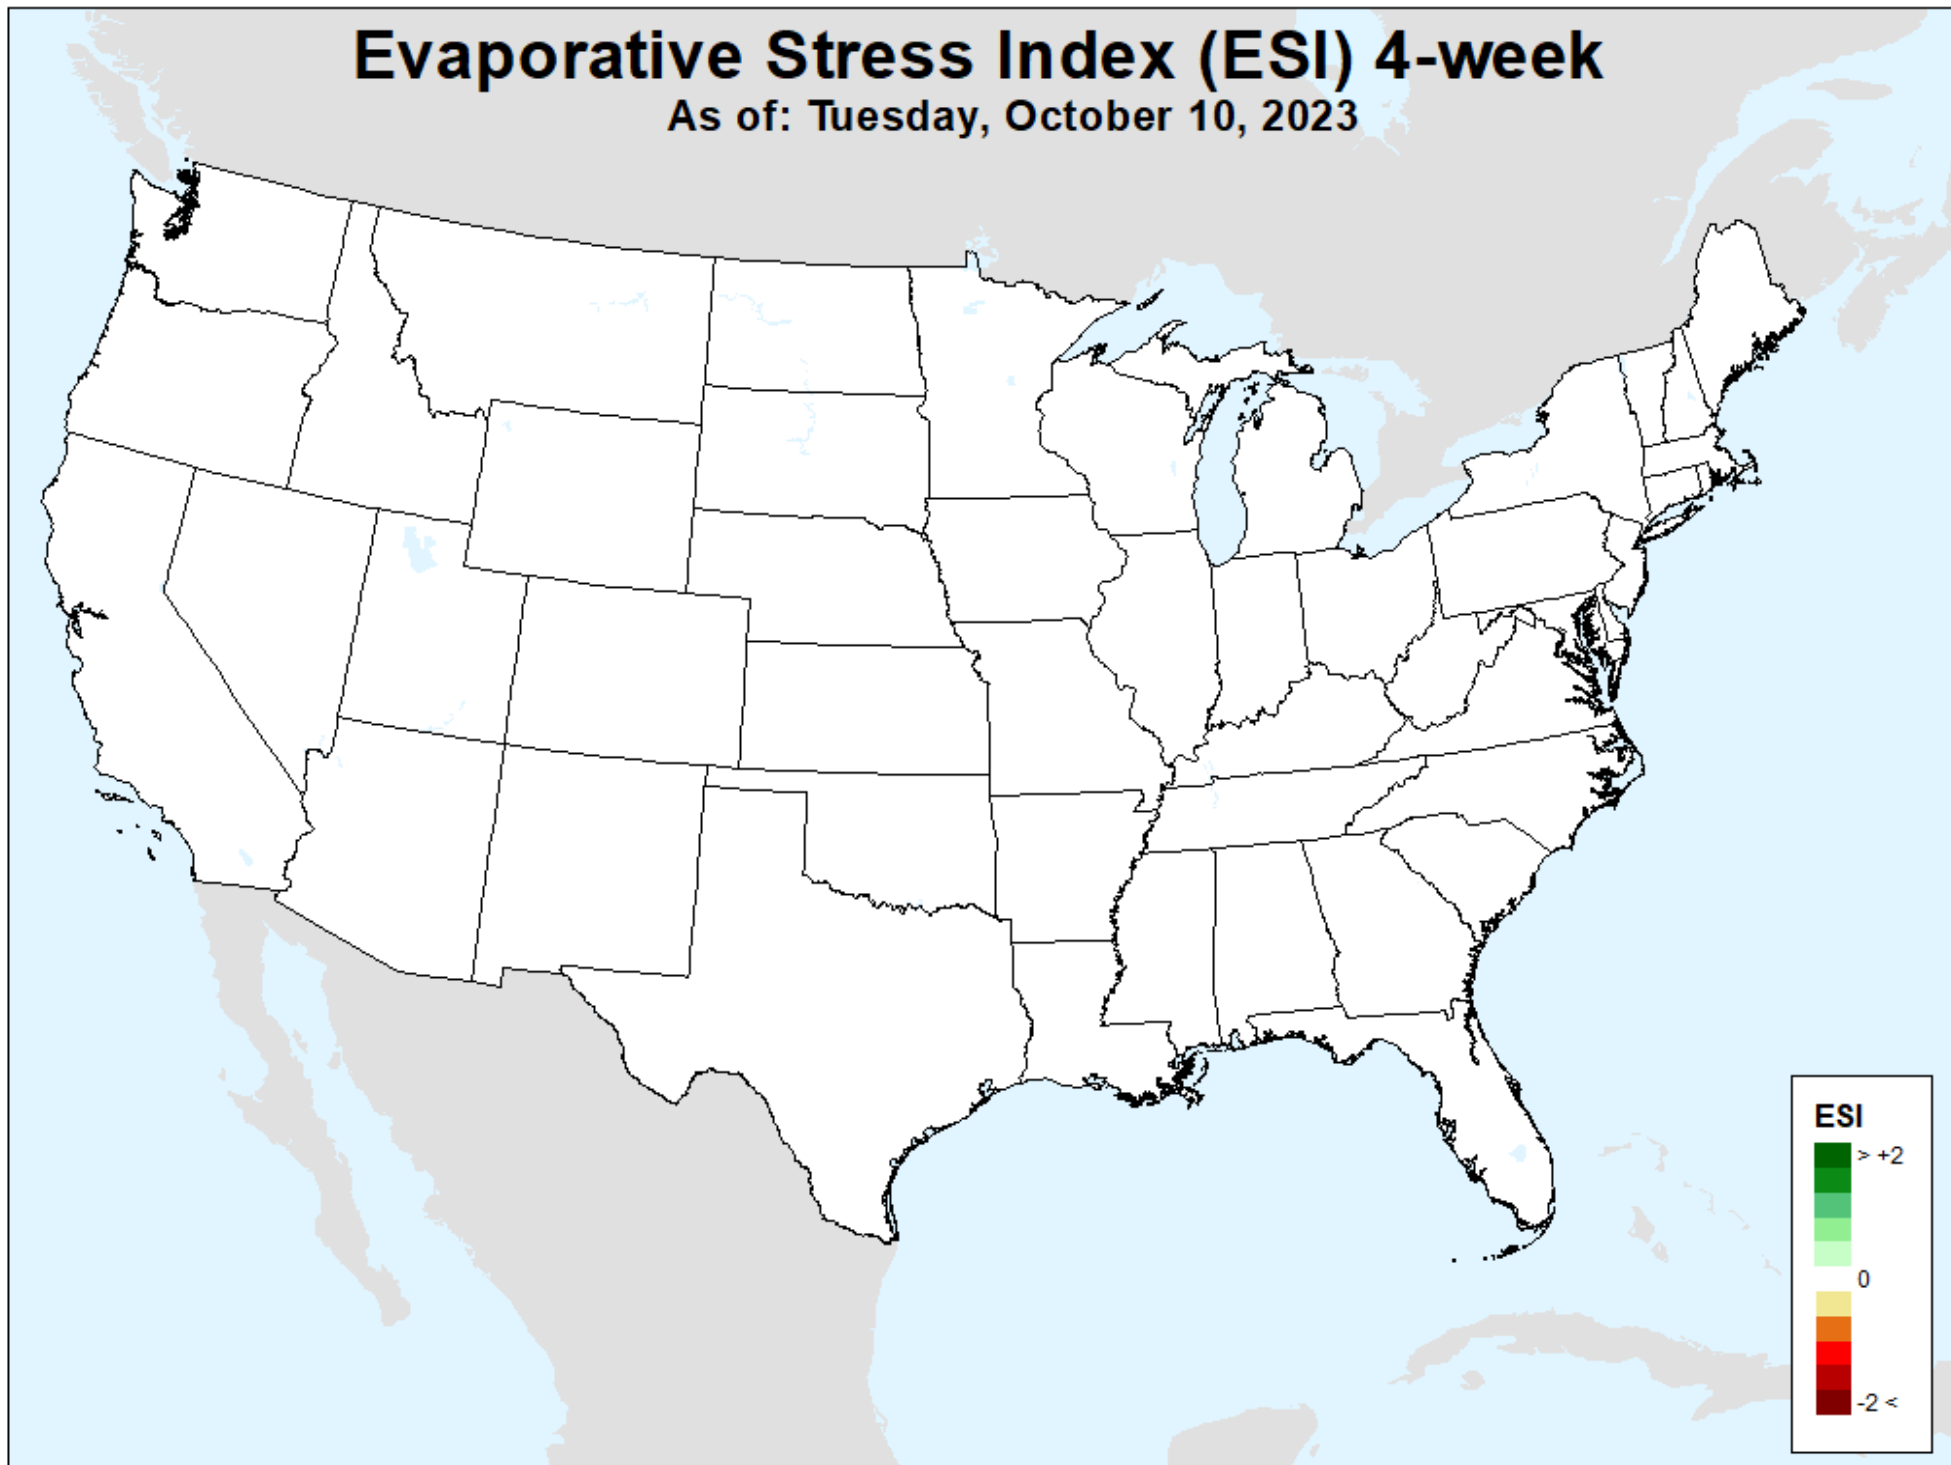 Evaporative Stress Index (ESI) 4-week
As of: Tuesday, October 10, 2023
ESI
> +2
0
-2 <